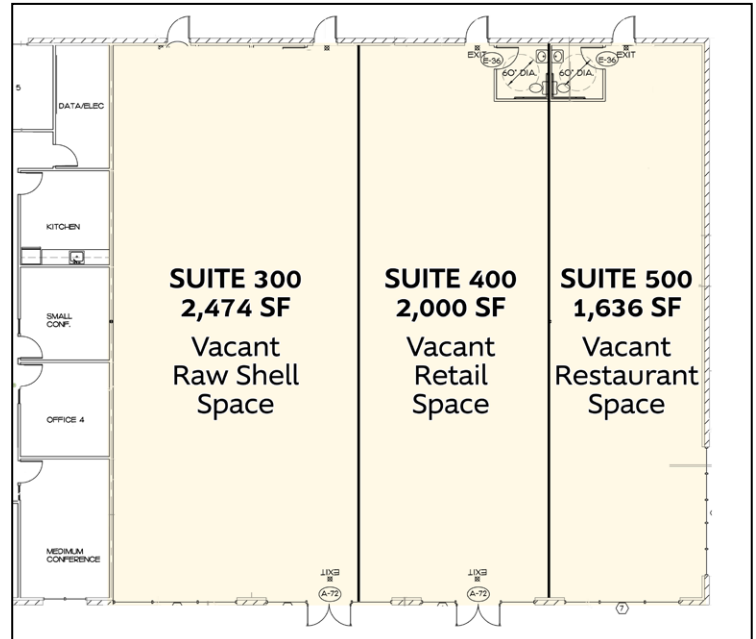 EXIT
E-36
E-36
EXIT
60" DIA.
60" DIA.
5
DATA/ELEC
KITCHEN
SMALL
CONF.
OFFICE 4
MEDIMUM
CONFERENCE
SUITE 300
2,474 SF
Vacant
Raw Shell
Space
SUITE 400
2,000 SF
Vacant
Retail
Space
SUITE 500
1,636 SF
Vacant
Restaurant
Space
EXIT
A-72
EXIT
A-72
7